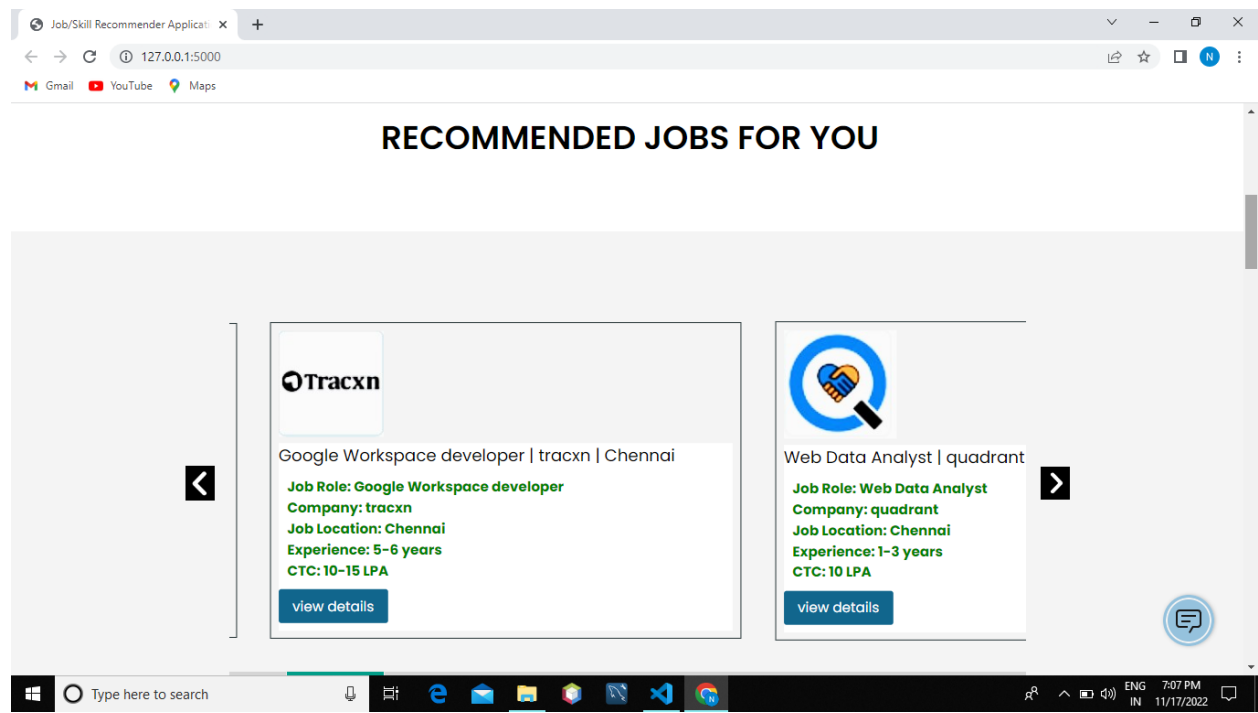 Job/Skill Recommender Applicati
127.0.0.1:5000
N
Gmail
YouTube
Maps
RECOMMENDED JOBS FOR YOU
Tracxn
Google Workspace developer | tracxn | Chennai
Job Role: Google Workspace developer
Company: tracxn
Job Location: Chennai
Experience: 5-6 years
CTC: 10-15 LPA
view details
Web Data Analyst | quadrant
Job Role: Web Data Analyst
Company: quadrant
Job Location: Chennai
Experience: 1-3 years
CTC: 10 LPA
view details
Type here to search
ENG
IN
7:07 PM
11/17/2022